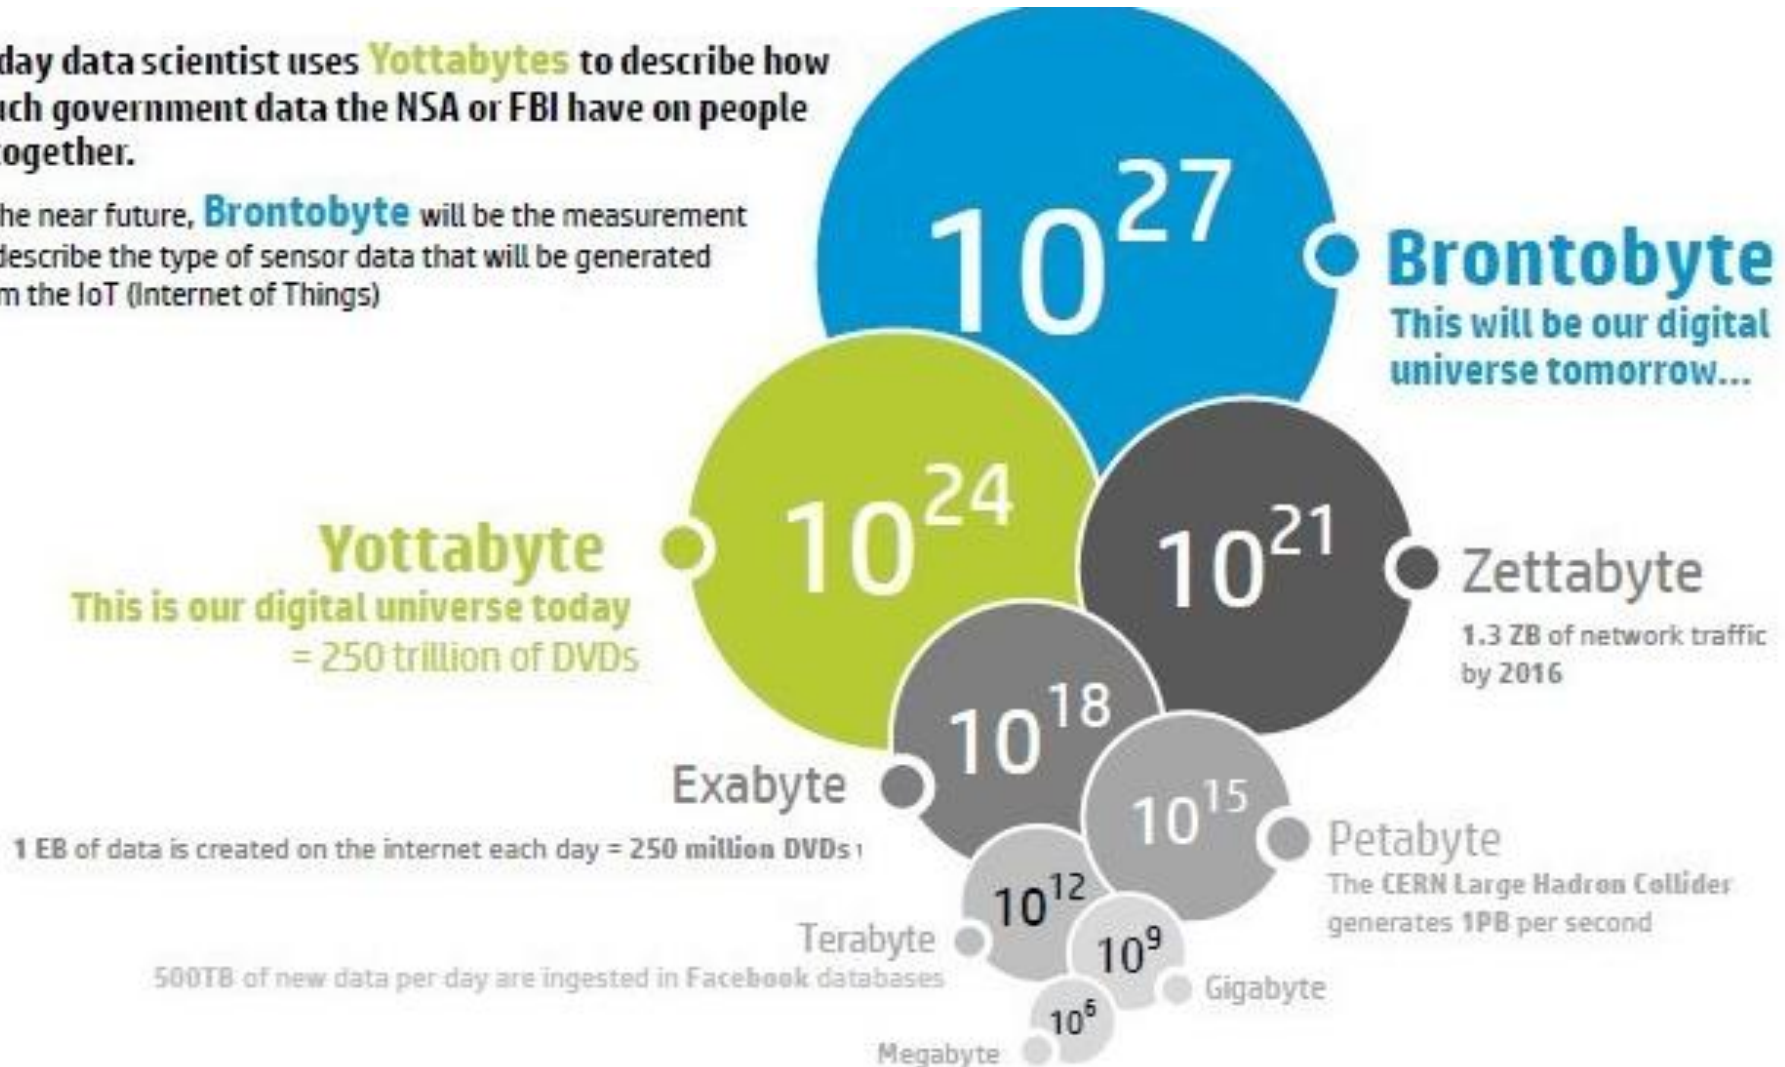 day data scientist uses Yottabytes to describe how
uch government data the NSA or FBI have on people
together.
he near future, Brontobyte will be the measurement
describe the type of sensor data that will be generated
m the IoT (Internet of Things)
10^27
Brontobyte
This will be our digital
universe tomorrow...
10^24
Yottabyte
This is our digital universe today
= 250 trillion of DVDs
10^21
Zettabyte
1.3 ZB of network traffic
by 2016
10^18
Exabyte
1 EB of data is created on the internet each day = 250 million DVDs
10^15
Petabyte
The CERN Large Hadron Collider
generates 1PB per second
10^12
Terabyte
500TB of new data per day are ingested in Facebook databases
10^9
Gigabyte
10^6
Megabyte